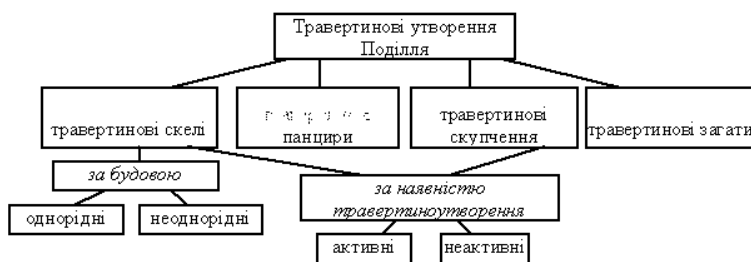 Травертинові утворення
Поділля
травертинові скелі
панцири
травертинові
скупчення
травертинові загати
за будовою
за наявністю
травертиноутворення
однорідні
неоднорідні
активні
неактивні